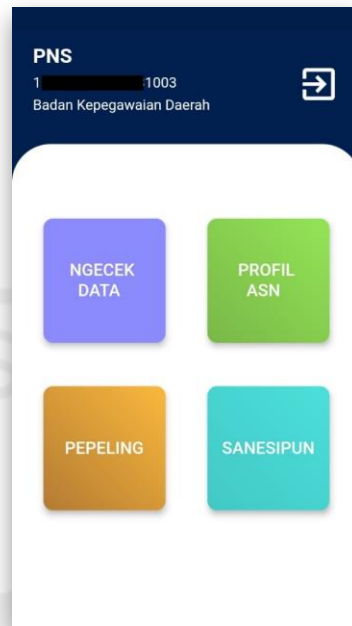 PNS
1 1003
Badan Kepegawaian Daerah
NGECEK
DATA
PROFIL
ASN
PEPELING
SANESIPUN